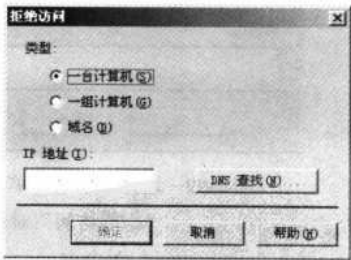 拒绝访问
类型:
一台计算机(S)
一组计算机(G)
域名(D)
IP 地址(I):
DNS 查找(N)...
确定
取消
帮助(H)